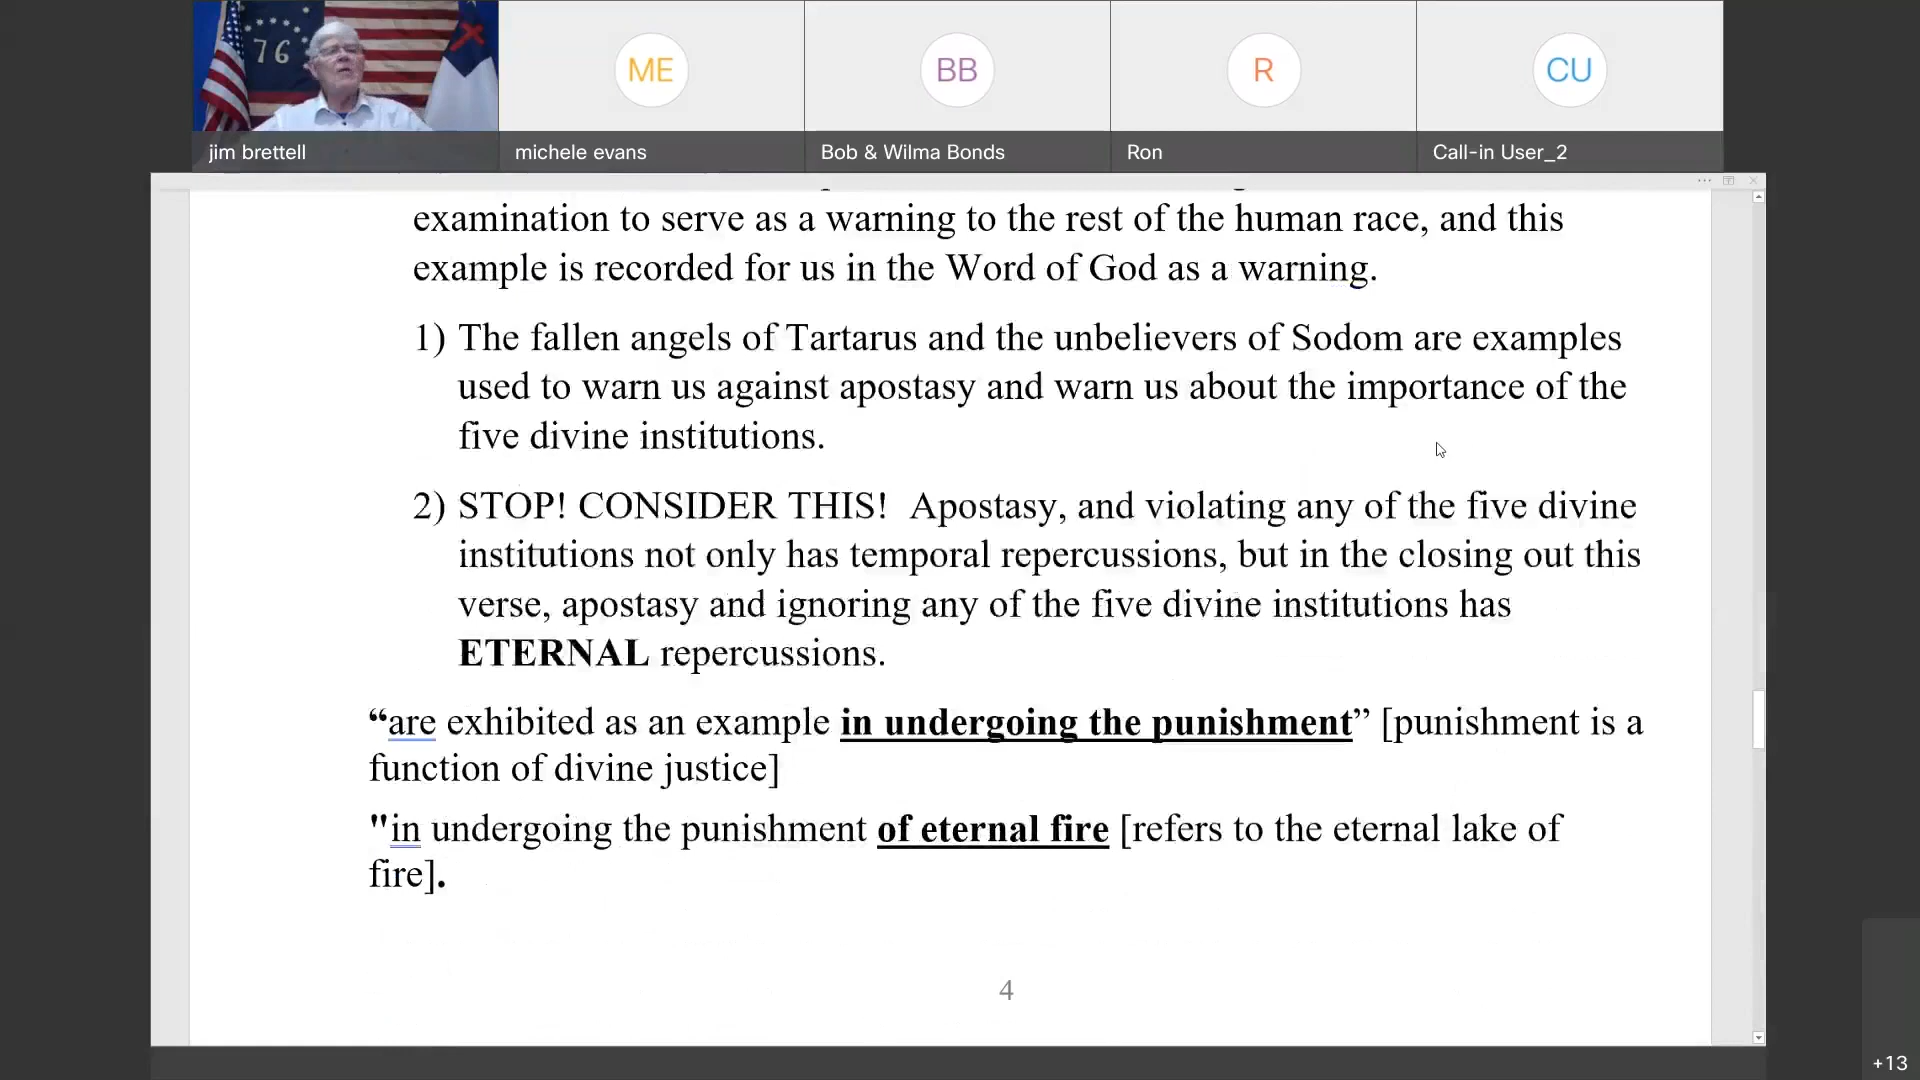 76
ME
BB
R
CU
jim brettell
michele evans
Bob & Wilma Bonds
Ron
Call-in User_2
examination to serve as a warning to the rest of the human race, and this
example is recorded for us in the Word of God as a warning.
1) The fallen angels of Tartarus and the unbelievers of Sodom are examples
used to warn us against apostasy and warn us about the importance of the
five divine institutions.
2) STOP! CONSIDER THIS!  Apostasy, and violating any of the five divine
institutions not only has temporal repercussions, but in the closing out this
verse, apostasy and ignoring any of the five divine institutions has
ETERNAL repercussions.
“are exhibited as an example in undergoing the punishment” [punishment is a
function of divine justice]
"in undergoing the punishment of eternal fire [refers to the eternal lake of
fire].
4
+13